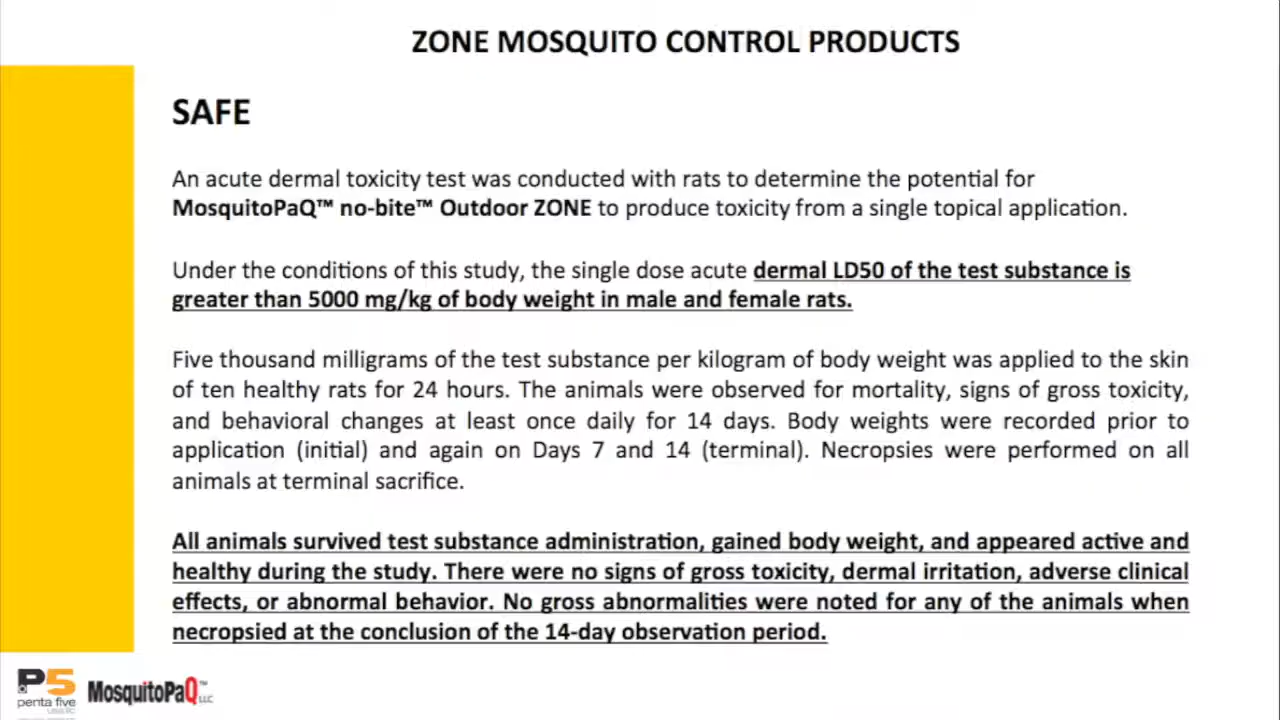 ZONE MOSQUITO CONTROL PRODUCTS
SAFE
An acute dermal toxicity test was conducted with rats to determine the potential for
MosquitoPaQ™ no-bite™ Outdoor ZONE to produce toxicity from a single topical application.
Under the conditions of this study, the single dose acute dermal LD50 of the test substance is
greater than 5000 mg/kg of body weight in male and female rats.
Five thousand milligrams of the test substance per kilogram of body weight was applied to the skin
of ten healthy rats for 24 hours. The animals were observed for mortality, signs of gross toxicity,
and behavioral changes at least once daily for 14 days. Body weights were recorded prior to
application (initial) and again on Days 7 and 14 (terminal). Necropsies were performed on all
animals at terminal sacrifice.
All animals survived test substance administration, gained body weight, and appeared active and
healthy during the study. There were no signs of gross toxicity, dermal irritation, adverse clinical
effects, or abnormal behavior. No gross abnormalities were noted for any of the animals when
necropsied at the conclusion of the 14-day observation period.
P5
penta five
MosquitoPaQ™ LLC